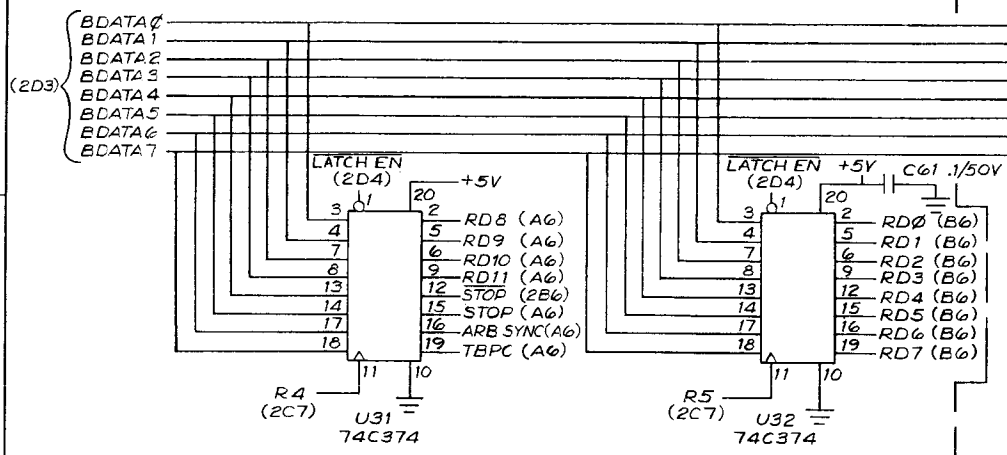 BDATA0
BDATA1
BDATA2
BDATA3
(2D3)
BDATA4
BDATA5
BDATA6
BDATA7
LATCH EN
(2D4)
1
20
+5V
3
4
7
8
13
14
17
18
2 RD8 (A6)
5 RD9 (A6)
6 RD10 (A6)
9 RD11 (A6)
12 STOP (2B6)
15 STOP (A6)
16 ARB SYNC(A6)
19 TBPC (A6)
11
10
R4
(2C7)
U31
74C374
LATCH EN
(2D4)
1
+5V
C61 .1/50V
20
3
4
7
8
13
14
17
18
2 RD0 (B6)
5 RD1 (B6)
6 RD2 (B6)
9 RD3 (B6)
12 RD4 (B6)
15 RD5 (B6)
16 RD6 (B6)
19 RD7 (B6)
11
10
R5
(2C7)
U32
74C374